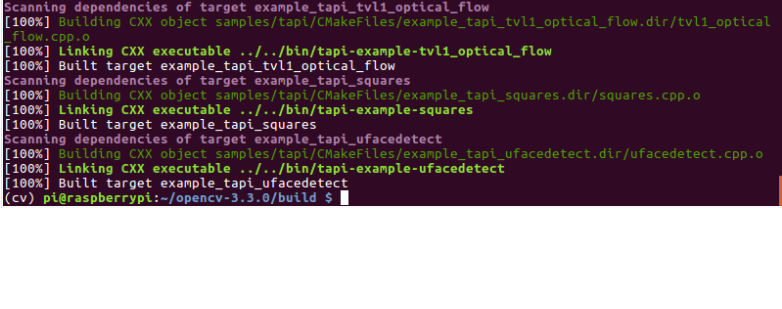 Scanning dependencies of target example_tapi_tvl1_optical_flow
[100%] Building CXX object samples/tapi/CMakeFiles/example_tapi_tvl1_optical_flow.dir/tvl1_optical
_flow.cpp.o
[100%] Linking CXX executable ../../bin/tapi-example-tvl1_optical_flow
[100%] Built target example_tapi_tvl1_optical_flow
Scanning dependencies of target example_tapi_squares
[100%] Building CXX object samples/tapi/CMakeFiles/example_tapi_squares.dir/squares.cpp.o
[100%] Linking CXX executable ../../bin/tapi-example-squares
[100%] Built target example_tapi_squares
Scanning dependencies of target example_tapi_ufacedetect
[100%] Building CXX object samples/tapi/CMakeFiles/example_tapi_ufacedetect.dir/ufacedetect.cpp.o
[100%] Linking CXX executable ../../bin/tapi-example-ufacedetect
[100%] Built target example_tapi_ufacedetect
(cv) pi@raspberrypi:~/opencv-3.3.0/build $